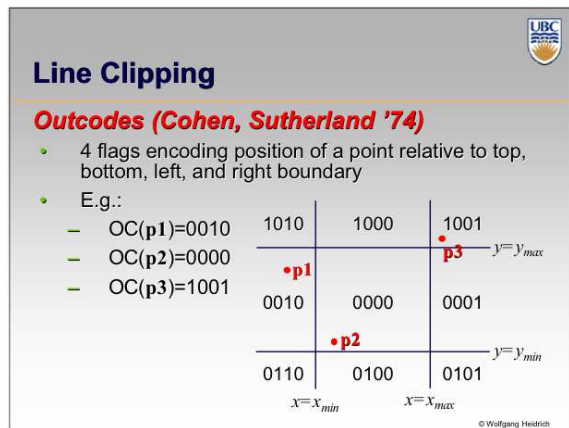 UBC
Line Clipping
Outcodes (Cohen, Sutherland '74)
• 4 flags encoding position of a point relative to top,
bottom, left, and right boundary
• E.g.:
– OC(p1)=0010
– OC(p2)=0000
– OC(p3)=1001
1010 1000 1001
p3 y=ymax
p1
0010 0000 0001
p2
y=ymin
0110 0100 0101
x=xmin x=xmax
© Wolfgang Heidrich